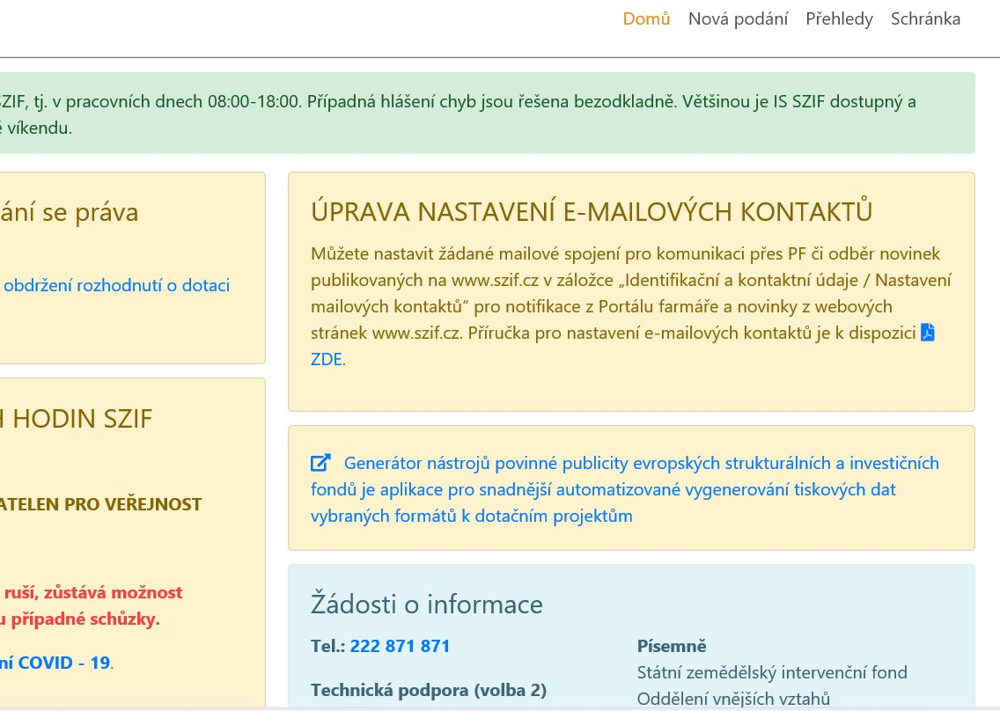 Domů Nová podání Přehledy Schránka
SZIF, tj. v pracovních dnech 08:00-18:00. Případná hlášení chyb jsou řešena bezodkladně. Většinou je IS SZIF dostupný a
víkendu.
ání se práva
obdržení rozhodnutí o dotaci
HODIN SZIF
ATELEN PRO VEŘEJNOST
ruší, zůstává možnost
u případné schůzky.
ní COVID - 19.
ÚPRAVA NASTAVENÍ E-MAILOVÝCH KONTAKTŮ
Můžete nastavit žádané mailové spojení pro komunikaci přes PF či odběr novinek
publikovaných na www.szif.cz v záložce „Identifikační a kontaktní údaje / Nastavení
mailových kontaktů“ pro notifikace z Portálu farmáře a novinky z webových
stránek www.szif.cz. Příručka pro nastavení e-mailových kontaktů je k dispozici
ZDE.
Generátor nástrojů povinné publicity evropských strukturálních a investičních
fondů je aplikace pro snadnější automatizované vygenerování tiskových dat
vybraných formátů k dotačním projektům
Žádosti o informace
Tel.: 222 871 871
Technická podpora (volba 2)
Písemně
Státní zemědělský intervenční fond
Oddělení vnějších vztahů